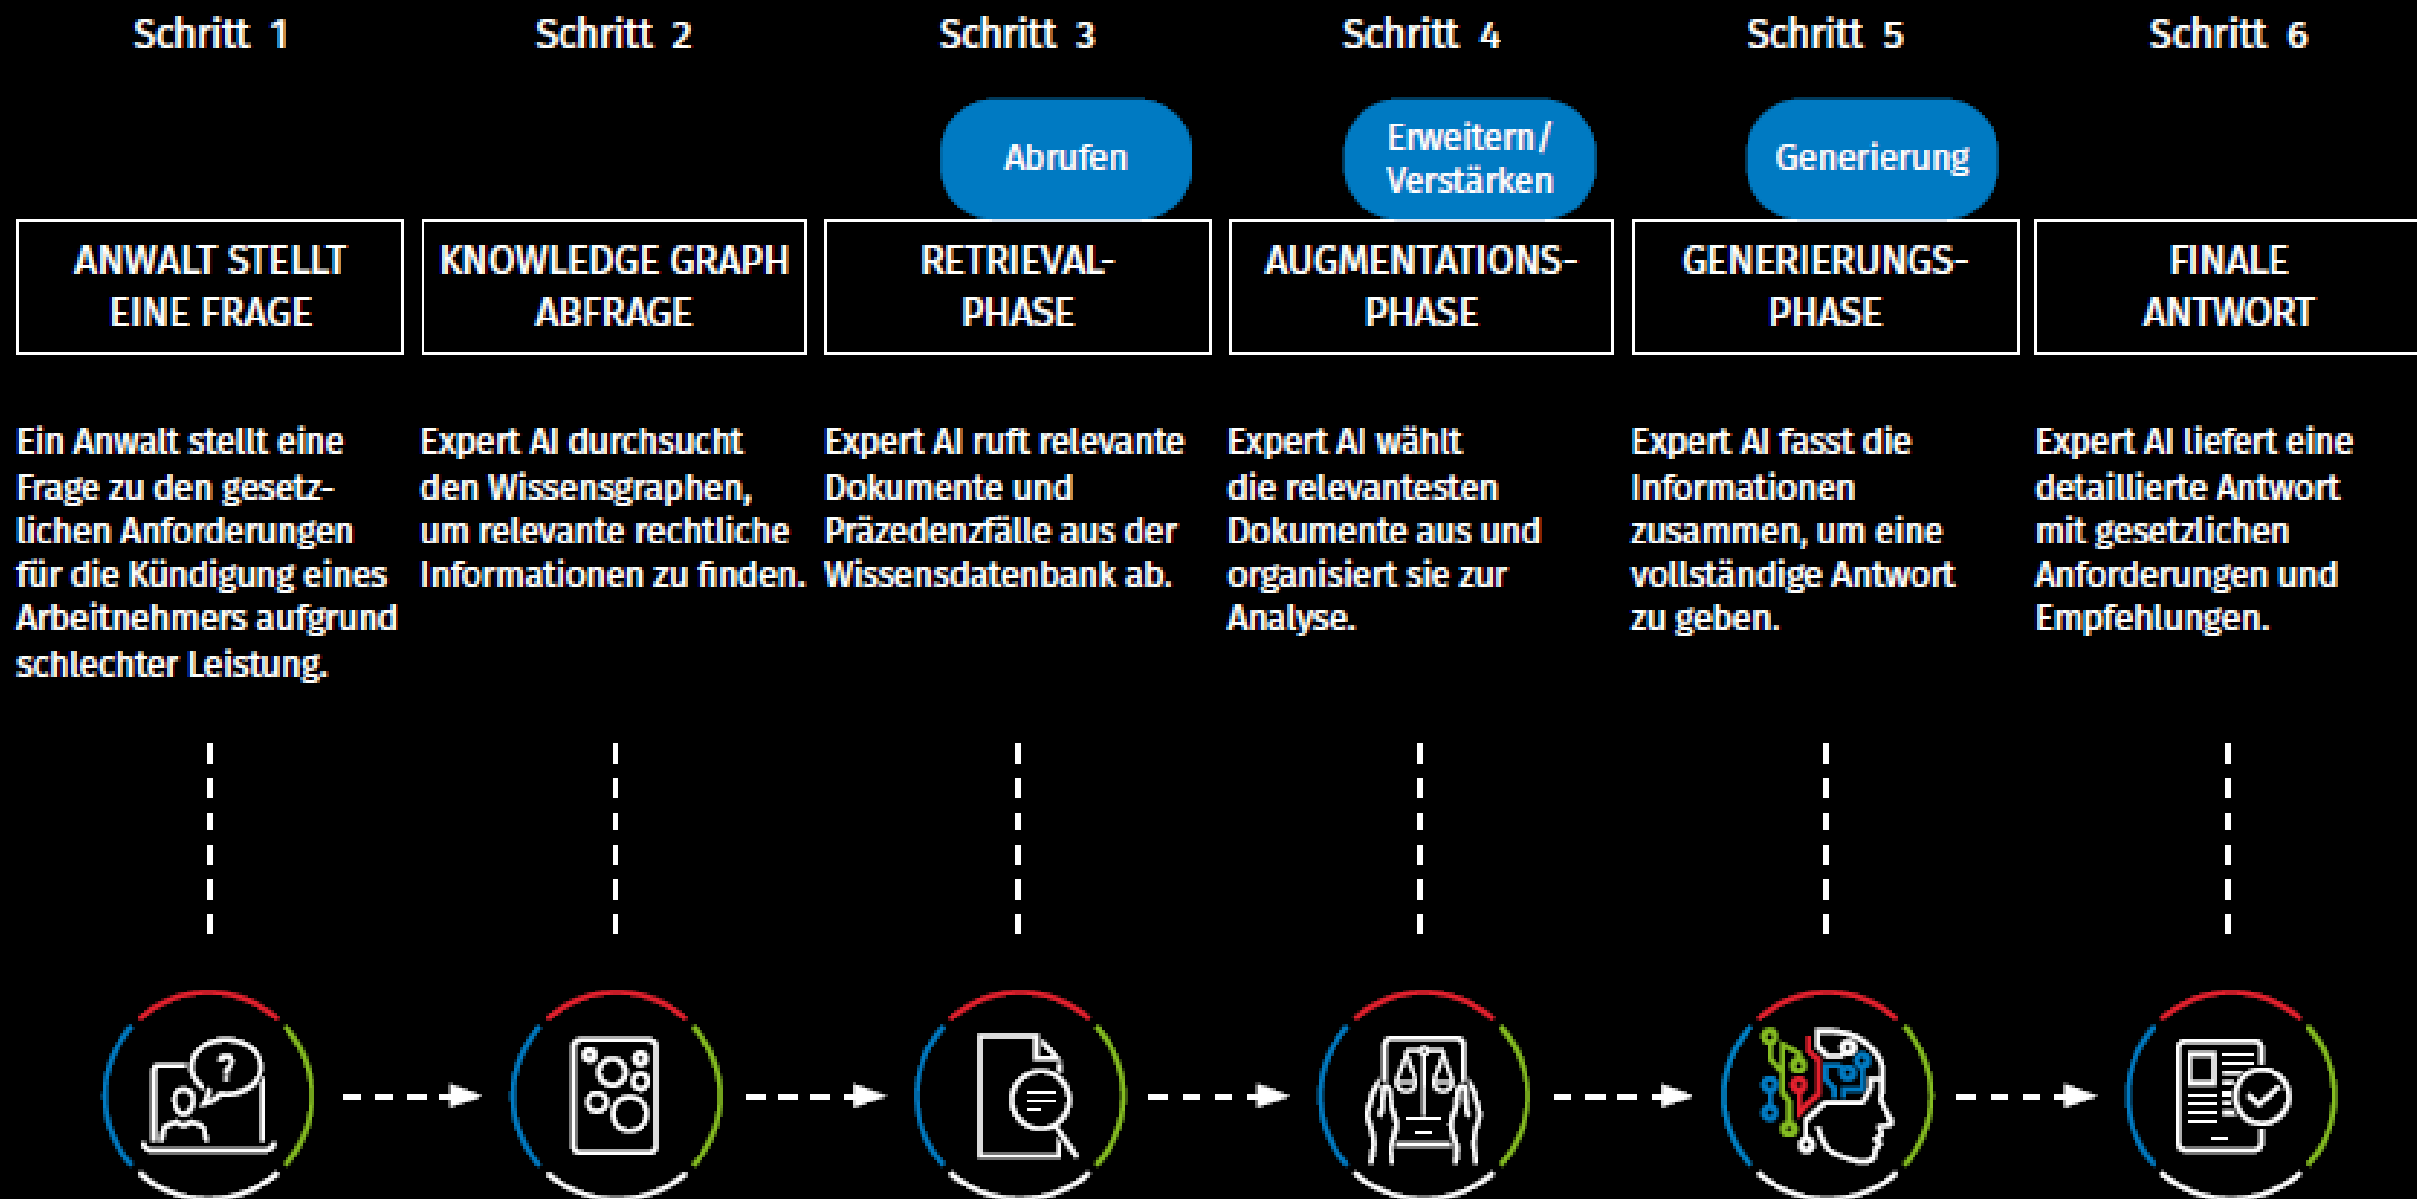 Schritt 1
Schritt 2
Schritt 3
Schritt 4
Schritt 5
Schritt 6
Abrufen
Erweitern/
Verstärken
Generierung
ANWALT STELLT
EINE FRAGE
KNOWLEDGE GRAPH
ABFRAGE
RETRIEVAL-
PHASE
AUGMENTATIONS-
PHASE
GENERIERUNGS-
PHASE
FINALE
ANTWORT
Ein Anwalt stellt eine
Frage zu den gesetz-
lichen Anforderungen
für die Kündigung eines
Arbeitnehmers aufgrund
schlechter Leistung.
Expert AI durchsucht
den Wissensgraphen,
um relevante rechtliche
Informationen zu finden.
Expert AI ruft relevante
Dokumente und
Präzedenzfälle aus der
Wissensdatenbank ab.
Expert AI wählt
die relevantesten
Dokumente aus und
organisiert sie zur
Analyse.
Expert AI fasst die
Informationen
zusammen, um eine
vollständige Antwort
zu geben.
Expert AI liefert eine
detaillierte Antwort
mit gesetzlichen
Anforderungen und
Empfehlungen.
?